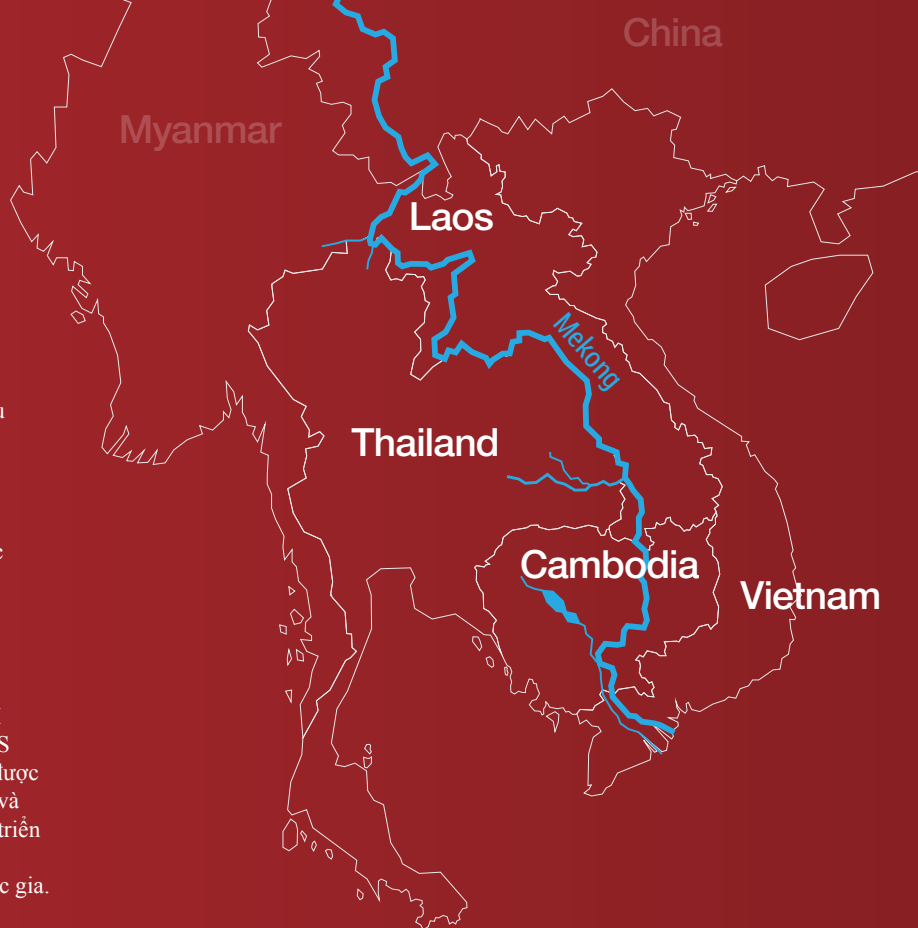 China
Myanmar
Laos
Mekong
Thailand
Cambodia
Vietnam
S
được
và
triển
gia.